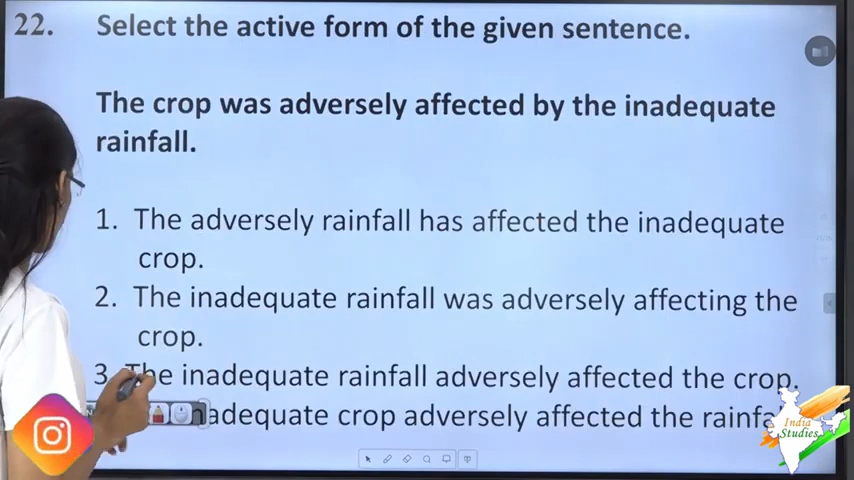 22. Select the active form of the given sentence.
The crop was adversely affected by the inadequate
rainfall.
1. The adversely rainfall has affected the inadequate
crop.
2. The inadequate rainfall was adversely affecting the
crop.
3. The inadequate rainfall adversely affected the crop.
crop adversely affected the
India
Studies